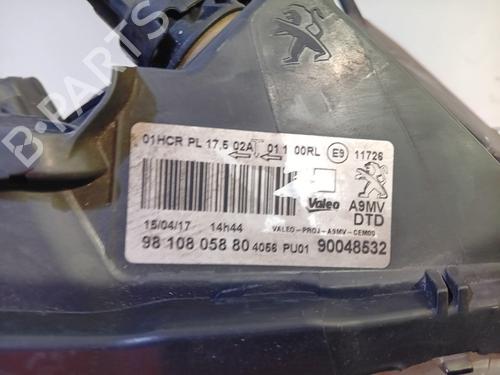 B-PARTS
01HCR PL 17,5 02A 01 1 00RL E9 11726
Valeo A9MV
DTD
15/04/17 14h44 VALEO-PROJ-A9MV-CEM00
98 108 058 80 4056 PU01 90048532